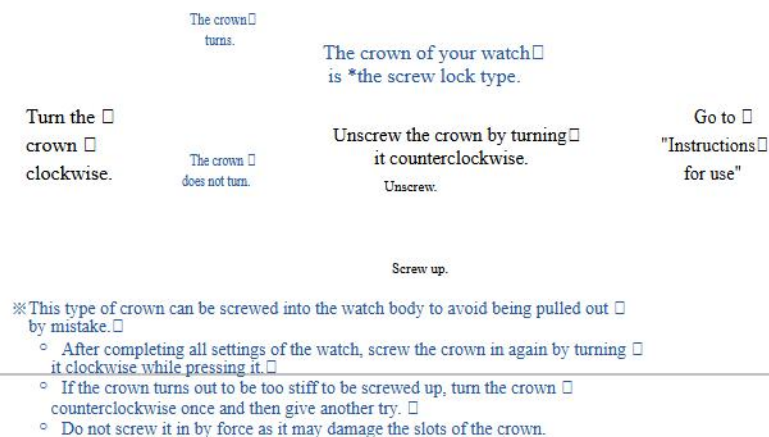 The crown□
turns.
The crown of your watch□
is *the screw lock type.
Turn the □
crown □
clockwise.
The crown □
does not turn.
Unscrew the crown by turning□
it counterclockwise.
Unscrew.
Go to □
"Instructions□
for use"
Screw up.
※This type of crown can be screwed into the watch body to avoid being pulled out □
by mistake.□
° After completing all settings of the watch, screw the crown in again by turning □
it clockwise while pressing it.□
° If the crown turns out to be too stiff to be screwed up, turn the crown □
counterclockwise once and then give another try. □
° Do not screw it in by force as it may damage the slots of the crown.